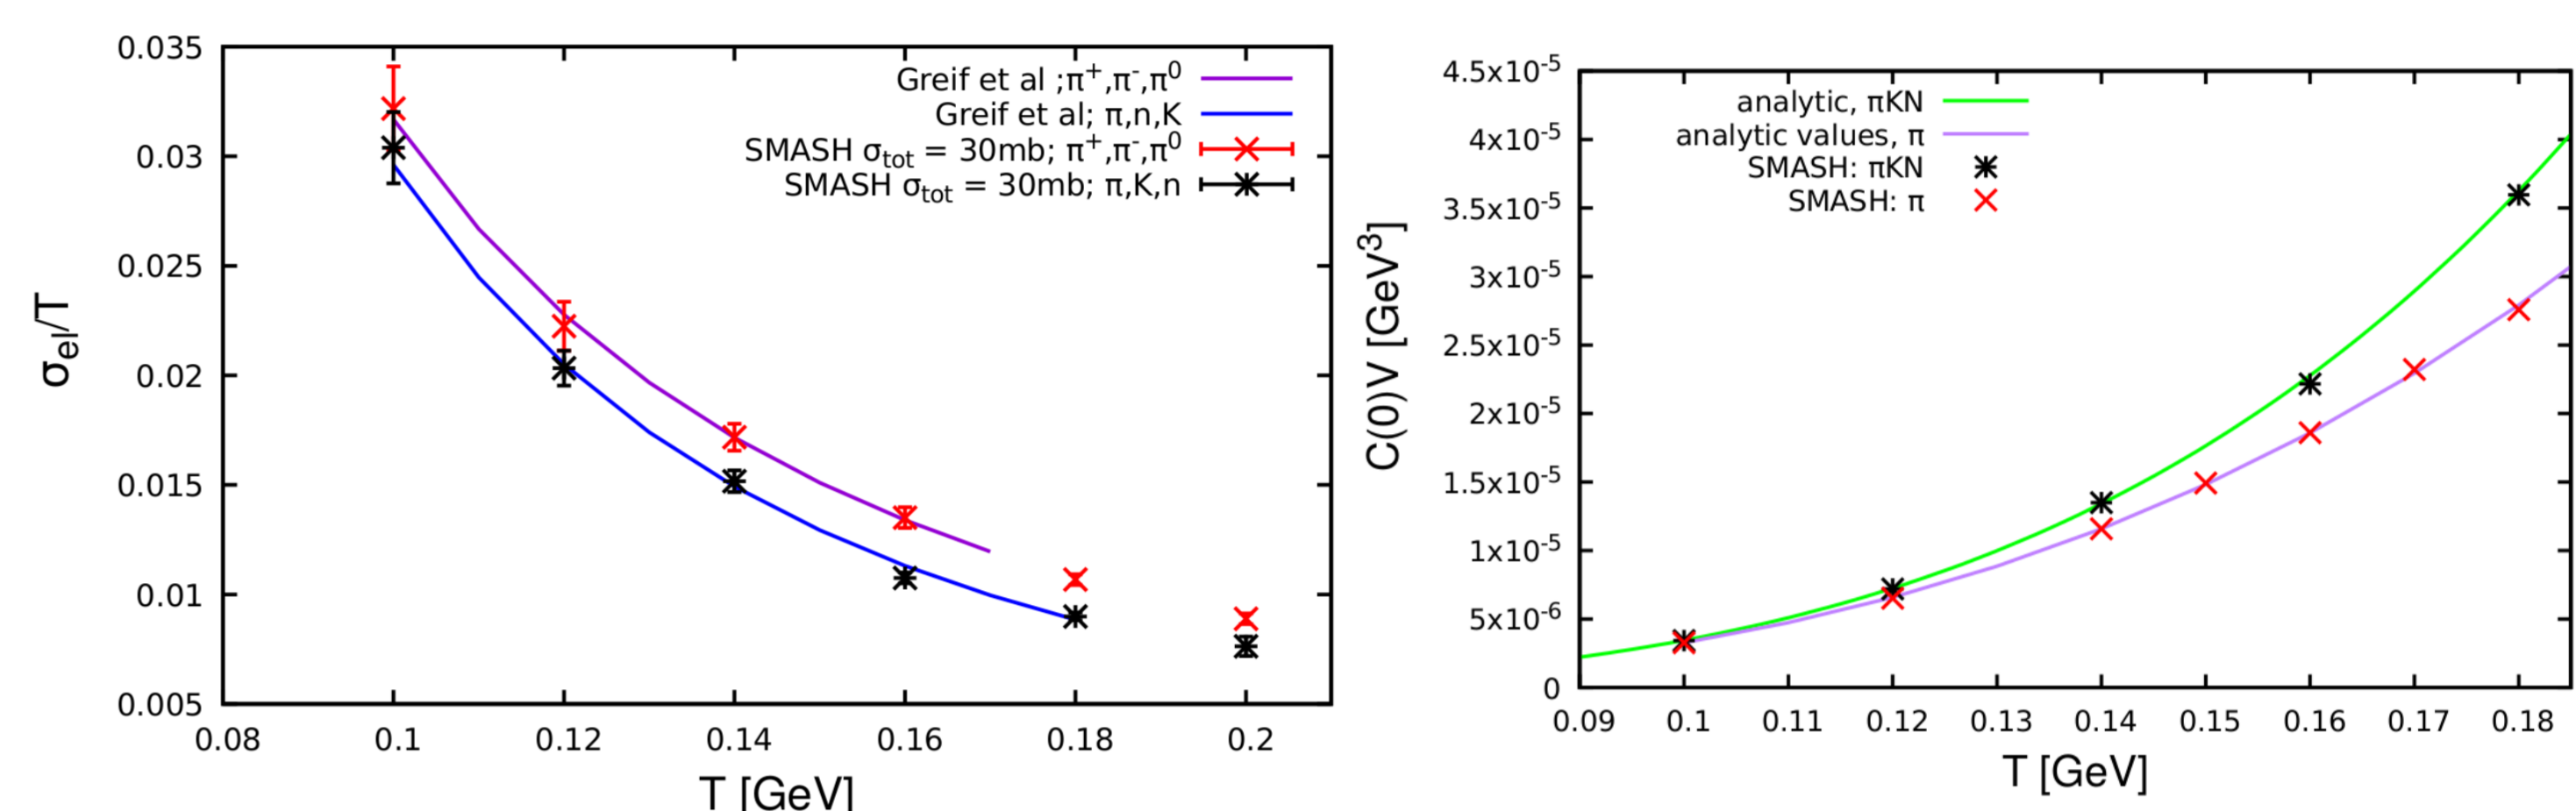 0.035
0.03
0.025
0.02
0.015
0.01
0.005
σel/T
0.08 0.1 0.12 0.14 0.16 0.18 0.2
T [GeV]
Greif et al ;π+,π-,π0
Greif et al; π,n,K
SMASH σtot = 30mb; π+,π-,π0
SMASH σtot = 30mb; π,K,n
4.5x10-5
4x10-5
3.5x10-5
3x10-5
2.5x10-5
2x10-5
1.5x10-5
1x10-5
5x10-6
0
C(0)V [GeV3]
0.09 0.1 0.11 0.12 0.13 0.14 0.15 0.16 0.17 0.18
T [GeV]
analytic, πKN
analytic values, π
SMASH: πKN
SMASH: π